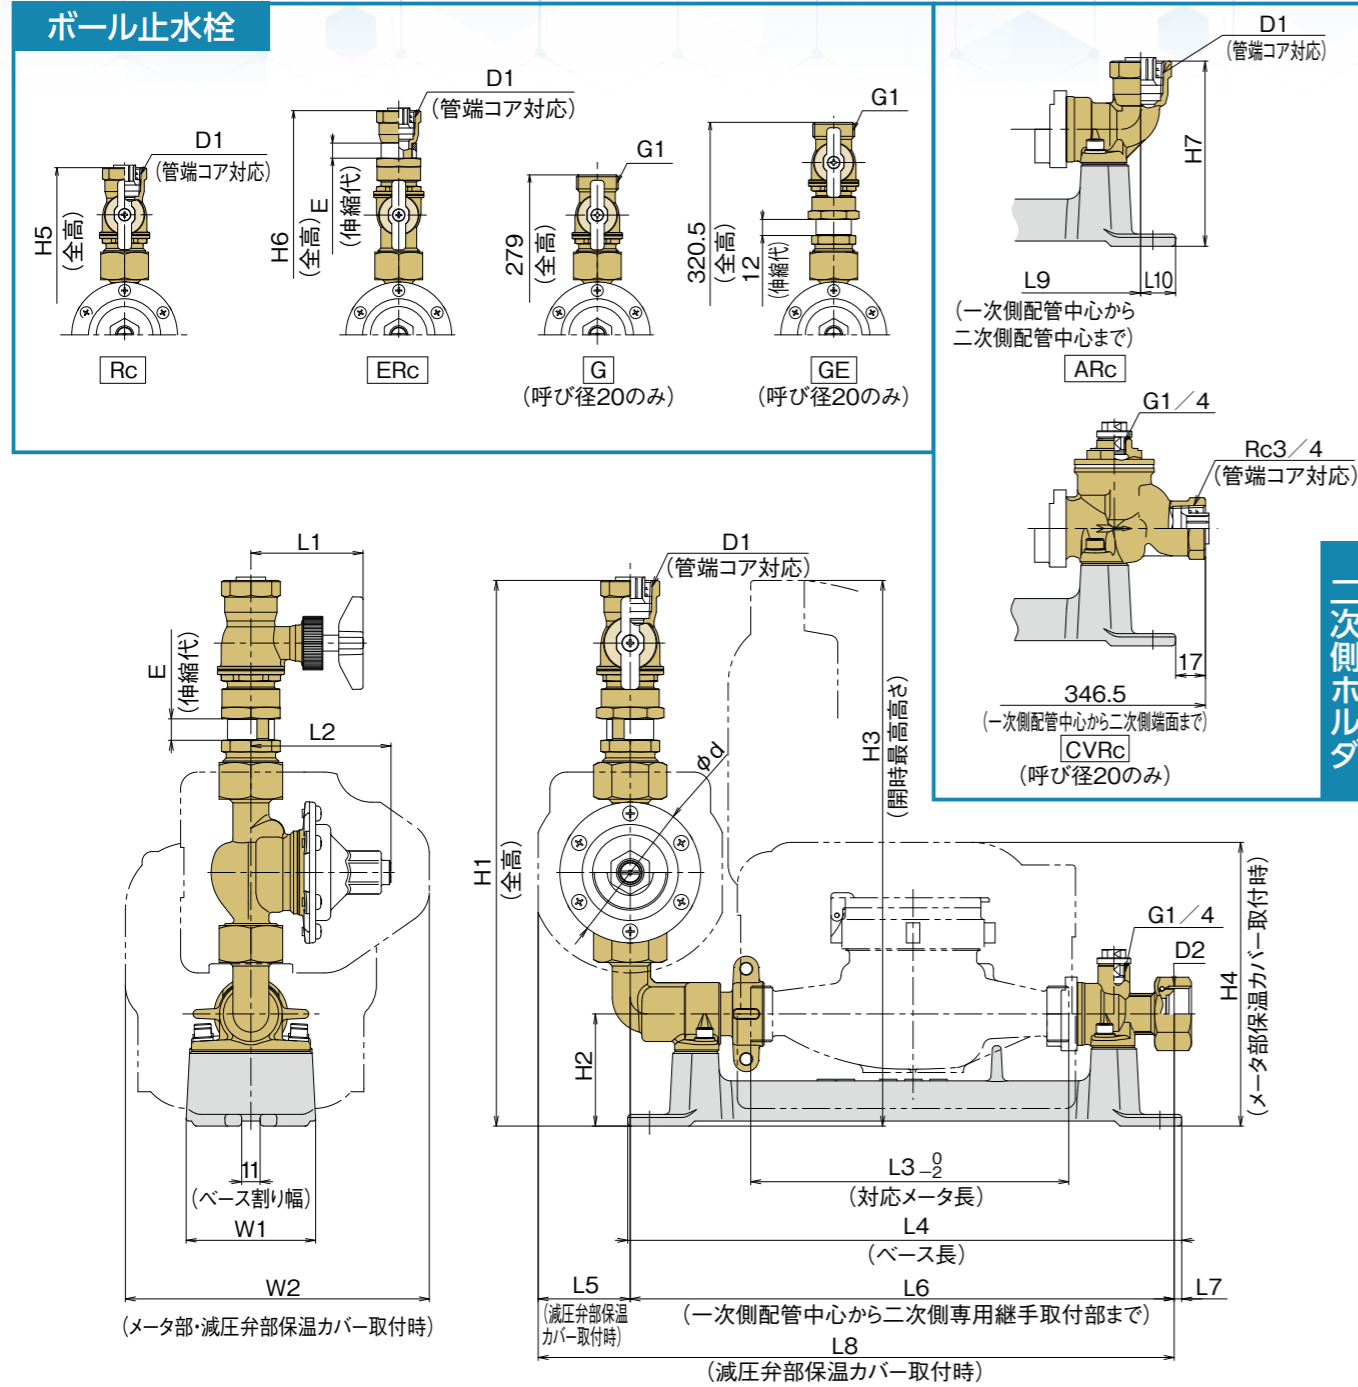 ボール止水栓
D1
(管端コア対応)
H5
(全高)
Rc
D1
(管端コア対応)
H6
(全高)
E
(伸縮代)
ERc
G1
279
(全高)
G
(呼び径20のみ)
G1
320.5
(全高)
12
(伸縮代)
GE
(呼び径20のみ)
D1
(管端コア対応)
H7
L9
L10
(一次側配管中心から
二次側配管中心まで)
ARc
G1／4
Rc3／4
(管端コア対応)
17
346.5
(一次側配管中心から二次側端面まで)
CVRc
(呼び径20のみ)
二次側ホルダ
L1
E
(伸縮代)
L2
11
(ベース割り幅)
W1
W2
(メータ部・減圧弁部保温カバー取付時)
D1
(管端コア対応)
H1
(全高)
φd
H3
(開時最高高さ)
H2
G1／4
D2
H4
(メータ部保温カバー取付時)
L3 0 −2
(対応メータ長)
L4
(ベース長)
L5
(減圧弁部保温
カバー取付時)
L6
(一次側配管中心から二次側専用継手取付部まで)
L7
L8
(減圧弁部保温カバー取付時)